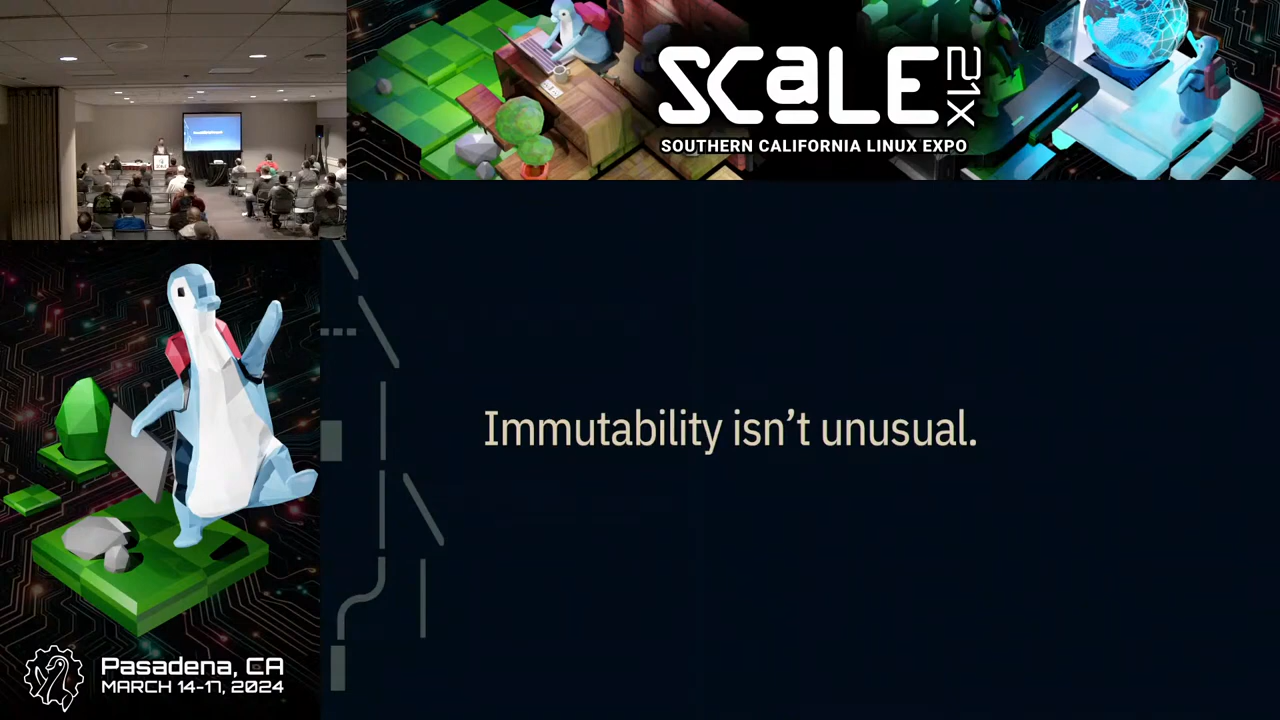 SCaLE 21X
SOUTHERN CALIFORNIA LINUX EXPO
Immutability isn’t unusual.
Pasadena, CA
MARCH 14-17, 2024